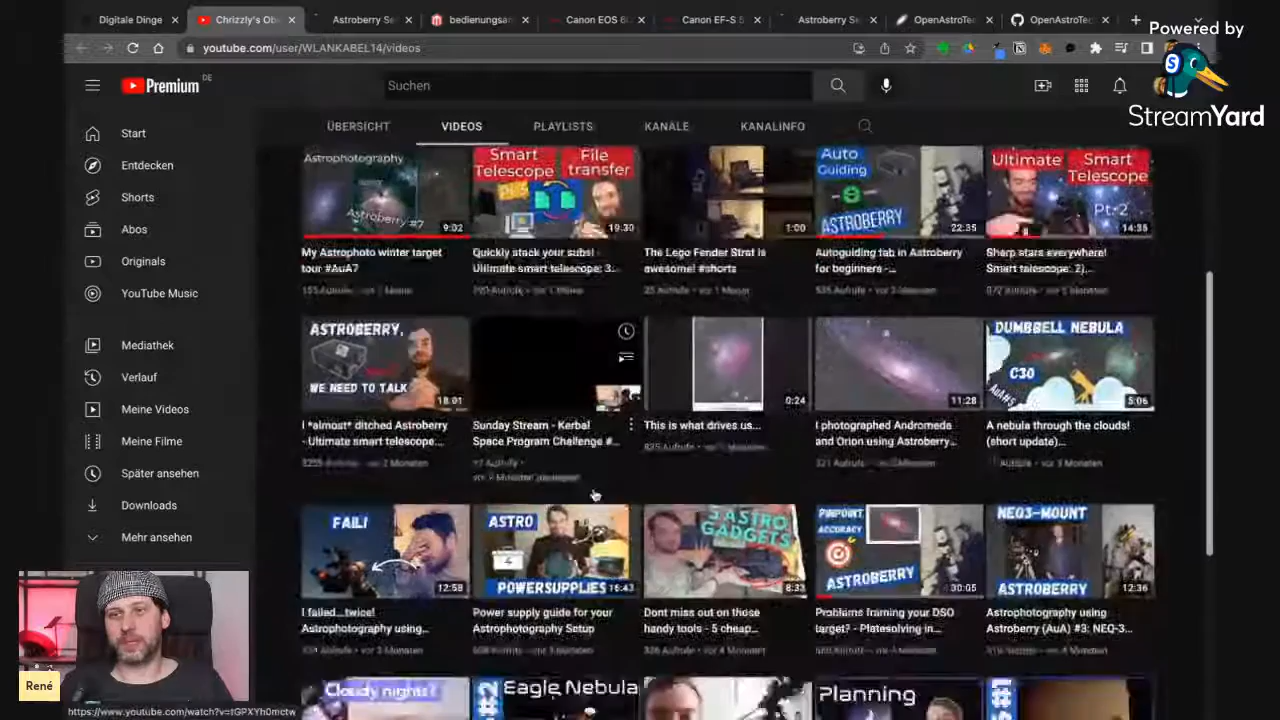 Digitale Dinge
Chrizzly's Ob
Astroberry Se
bedienungsan
Canon EOS 6
Canon EF-S 5
Astroberry Se
OpenAstroTec
OpenAstroTec
Powered by
StreamYard
youtube.com/user/WLANKABEL14/videos
Premium DE
Suchen
ÜBERSICHT
VIDEOS
PLAYLISTS
KANÄLE
KANALINFO
Start
Entdecken
Shorts
Abos
Originals
YouTube Music
Mediathek
Verlauf
Meine Videos
Meine Filme
Später ansehen
Downloads
Mehr ansehen
Astrophotography
Astroberry #7
9:02
Smart Telescope
File transfer
19:30
1:00
Auto Guiding
ASTROBERRY
22:35
Ultimate Smart Telescope
Pt. 2
14:35
My Astrophoto winter target
tour #AuA7
Quickly stack your subs!
Ultimate smart telescope: 3...
The Lego Fender Strat is
awesome! #shorts
Autoguiding tab in Astroberry
for beginners -...
Sharp stars everywhere!
Smart telescope: 2)...
ASTROBERRY,
WE NEED TO TALK
18:01
0:24
11:28
DUMBBELL NEBULA
C30
AuA#5
5:06
I *almost* ditched Astroberry
- Ultimate smart telescope...
Sunday Stream - Kerbal
Space Program Challenge #...
This is what drives us...
I photographed Andromeda
and Orion using Astroberry...
A nebula through the clouds!
(short update)...
FAIL!
12:58
ASTRO
POWERSUPPLIES
16:43
5 ASTRO
GADGETS
8:33
PINPOINT
ACCURACY
ASTROBERRY
30:05
NEQ3-MOUNT
ASTROBERRY
12:36
I failed...twice!
Astrophotography using...
Power supply guide for your
Astrophotography Setup
Dont miss out on those
handy tools - 5 cheap...
Problems framing your DSO
target? - Platesolving in...
Astrophotography using
Astroberry (AuA) #3: NEQ-3...
Cloudy nights?
#2
Eagle Nebula
Planning
#1
René